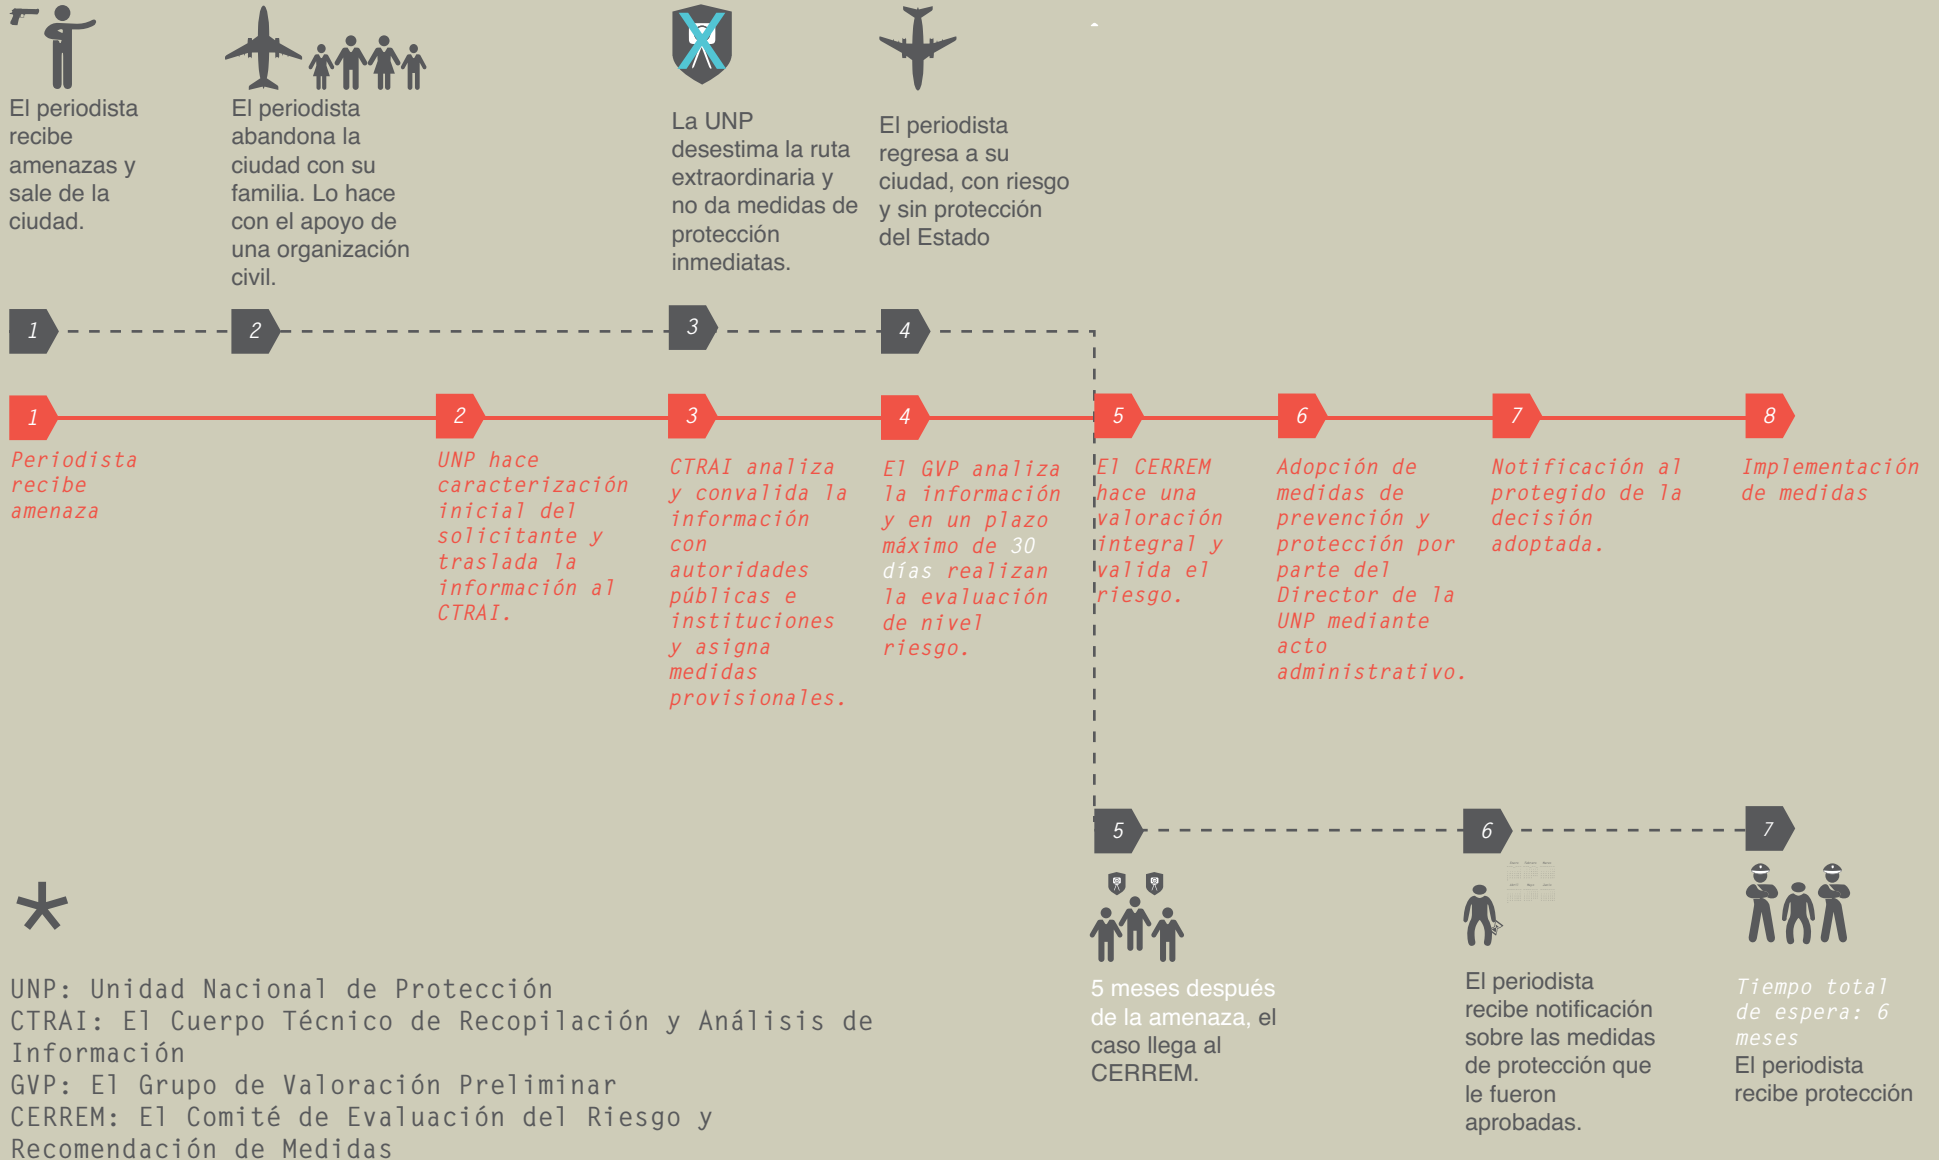 El periodista
recibe
amenazas y
sale de la
ciudad.
El periodista
abandona la
ciudad con su
familia. Lo hace
con el apoyo de
una organización
civil.
La UNP
desestima la ruta
extraordinaria y
no da medidas de
protección
inmediatas.
El periodista
regresa a su
ciudad, con riesgo
y sin protección
del Estado
1
2
3
4
1
2
3
4
5
6
7
8
Periodista
recibe
amenaza
UNP hace
caracterización
inicial del
solicitante y
traslada la
información al
CTRAI.
CTRAI analiza
y convalida la
información
con
autoridades
públicas e
instituciones
y asigna
medidas
provisionales.
El GVP analiza
la información
y en un plazo
máximo de 30
días realizan
la evaluación
de nivel
riesgo.
El CERREM
hace una
valoración
integral y
valida el
riesgo.
Adopción de
medidas de
prevención y
protección por
parte del
Director de la
UNP mediante
acto
administrativo.
Notificación al
protegido de la
decisión
adoptada.
Implementación
de medidas
5
6
7
5 meses después
de la amenaza, el
caso llega al
CERREM.
El periodista
recibe notificación
sobre las medidas
de protección que
le fueron
aprobadas.
Tiempo total
de espera: 6
meses
El periodista
recibe protección
UNP: Unidad Nacional de Protección
CTRAI: El Cuerpo Técnico de Recopilación y Análisis de
Información
GVP: El Grupo de Valoración Preliminar
CERREM: El Comité de Evaluación del Riesgo y
Recomendación de Medidas